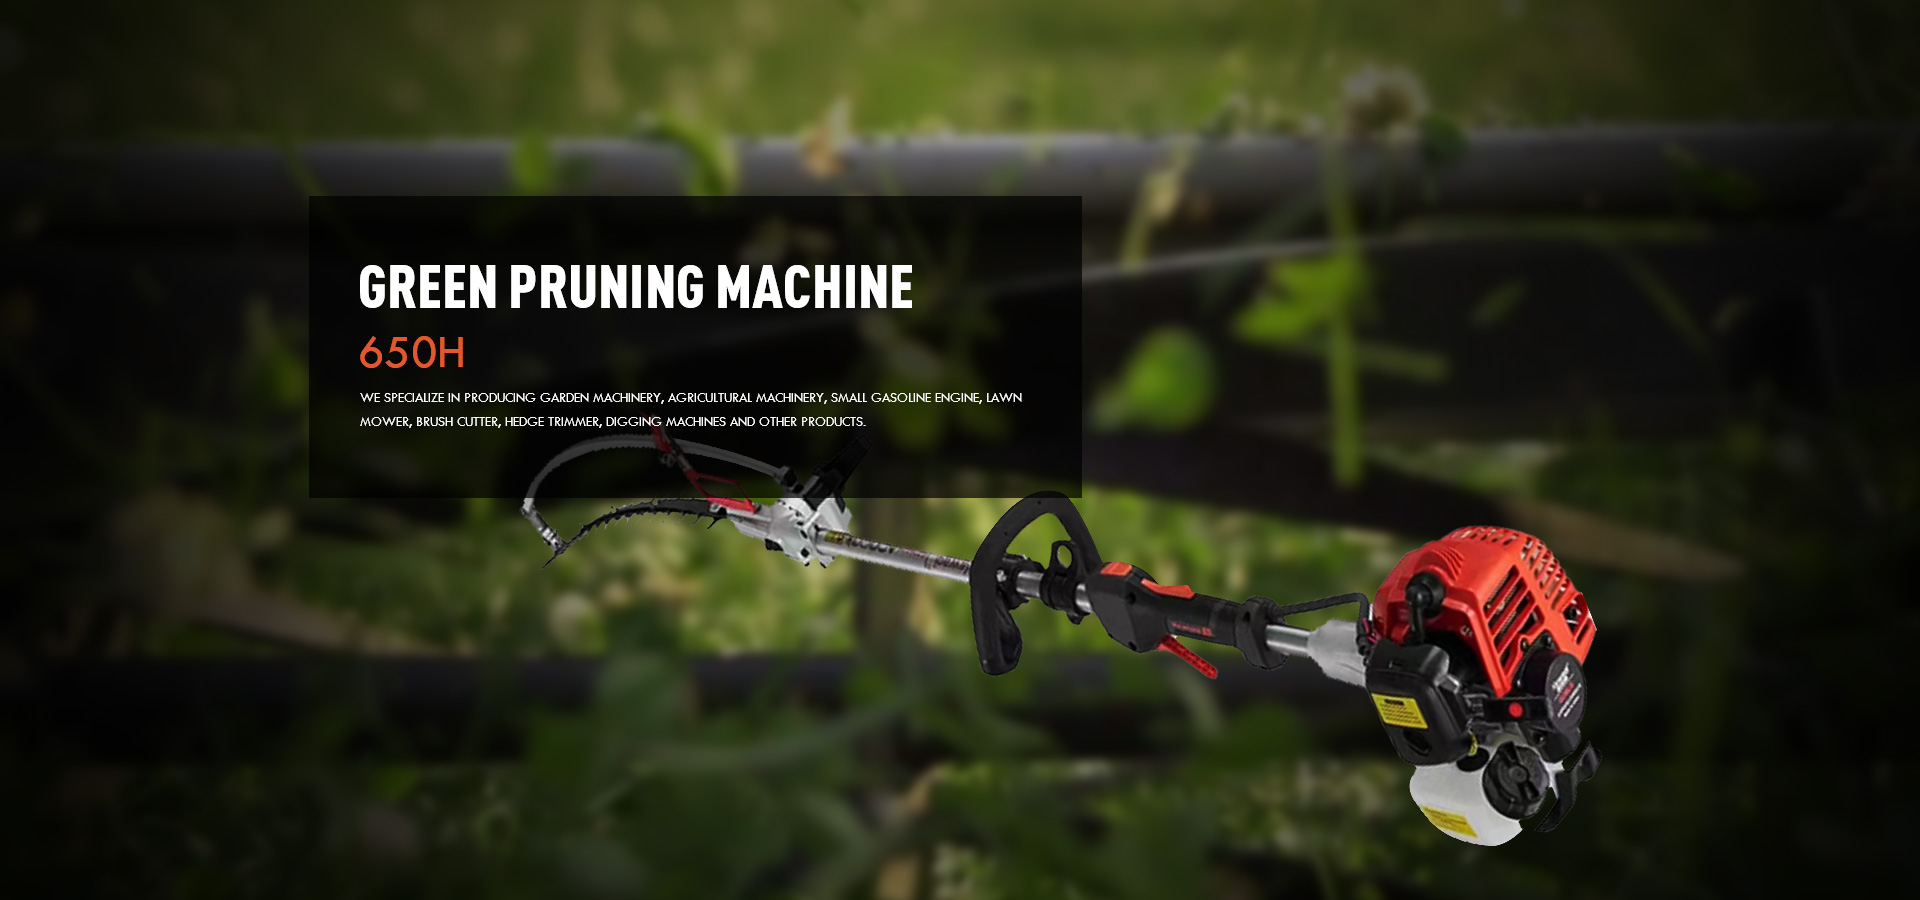 GREEN PRUNING MACHINE
650H
WE SPECIALIZE IN PRODUCING GARDEN MACHINERY, AGRICULTURAL MACHINERY, SMALL GASOLINE ENGINE, LAWN
MOWER, BRUSH CUTTER, HEDGE TRIMMER, DIGGING MACHINES AND OTHER PRODUCTS.